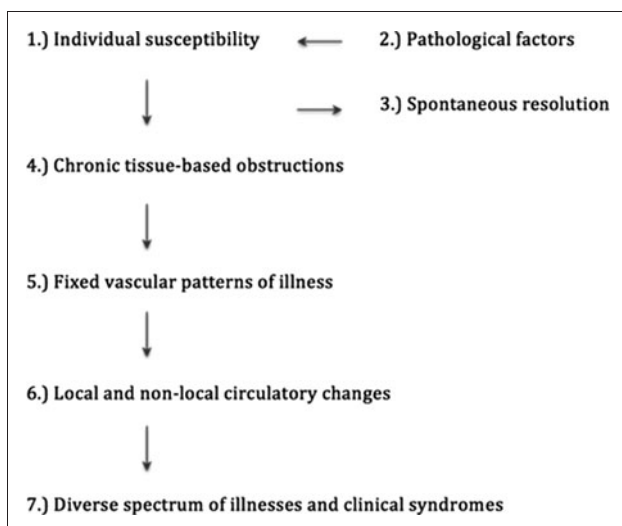 1.) Individual susceptibility
2.) Pathological factors
3.) Spontaneous resolution
4.) Chronic tissue-based obstructions
5.) Fixed vascular patterns of illness
6.) Local and non-local circulatory changes
7.) Diverse spectrum of illnesses and clinical syndromes